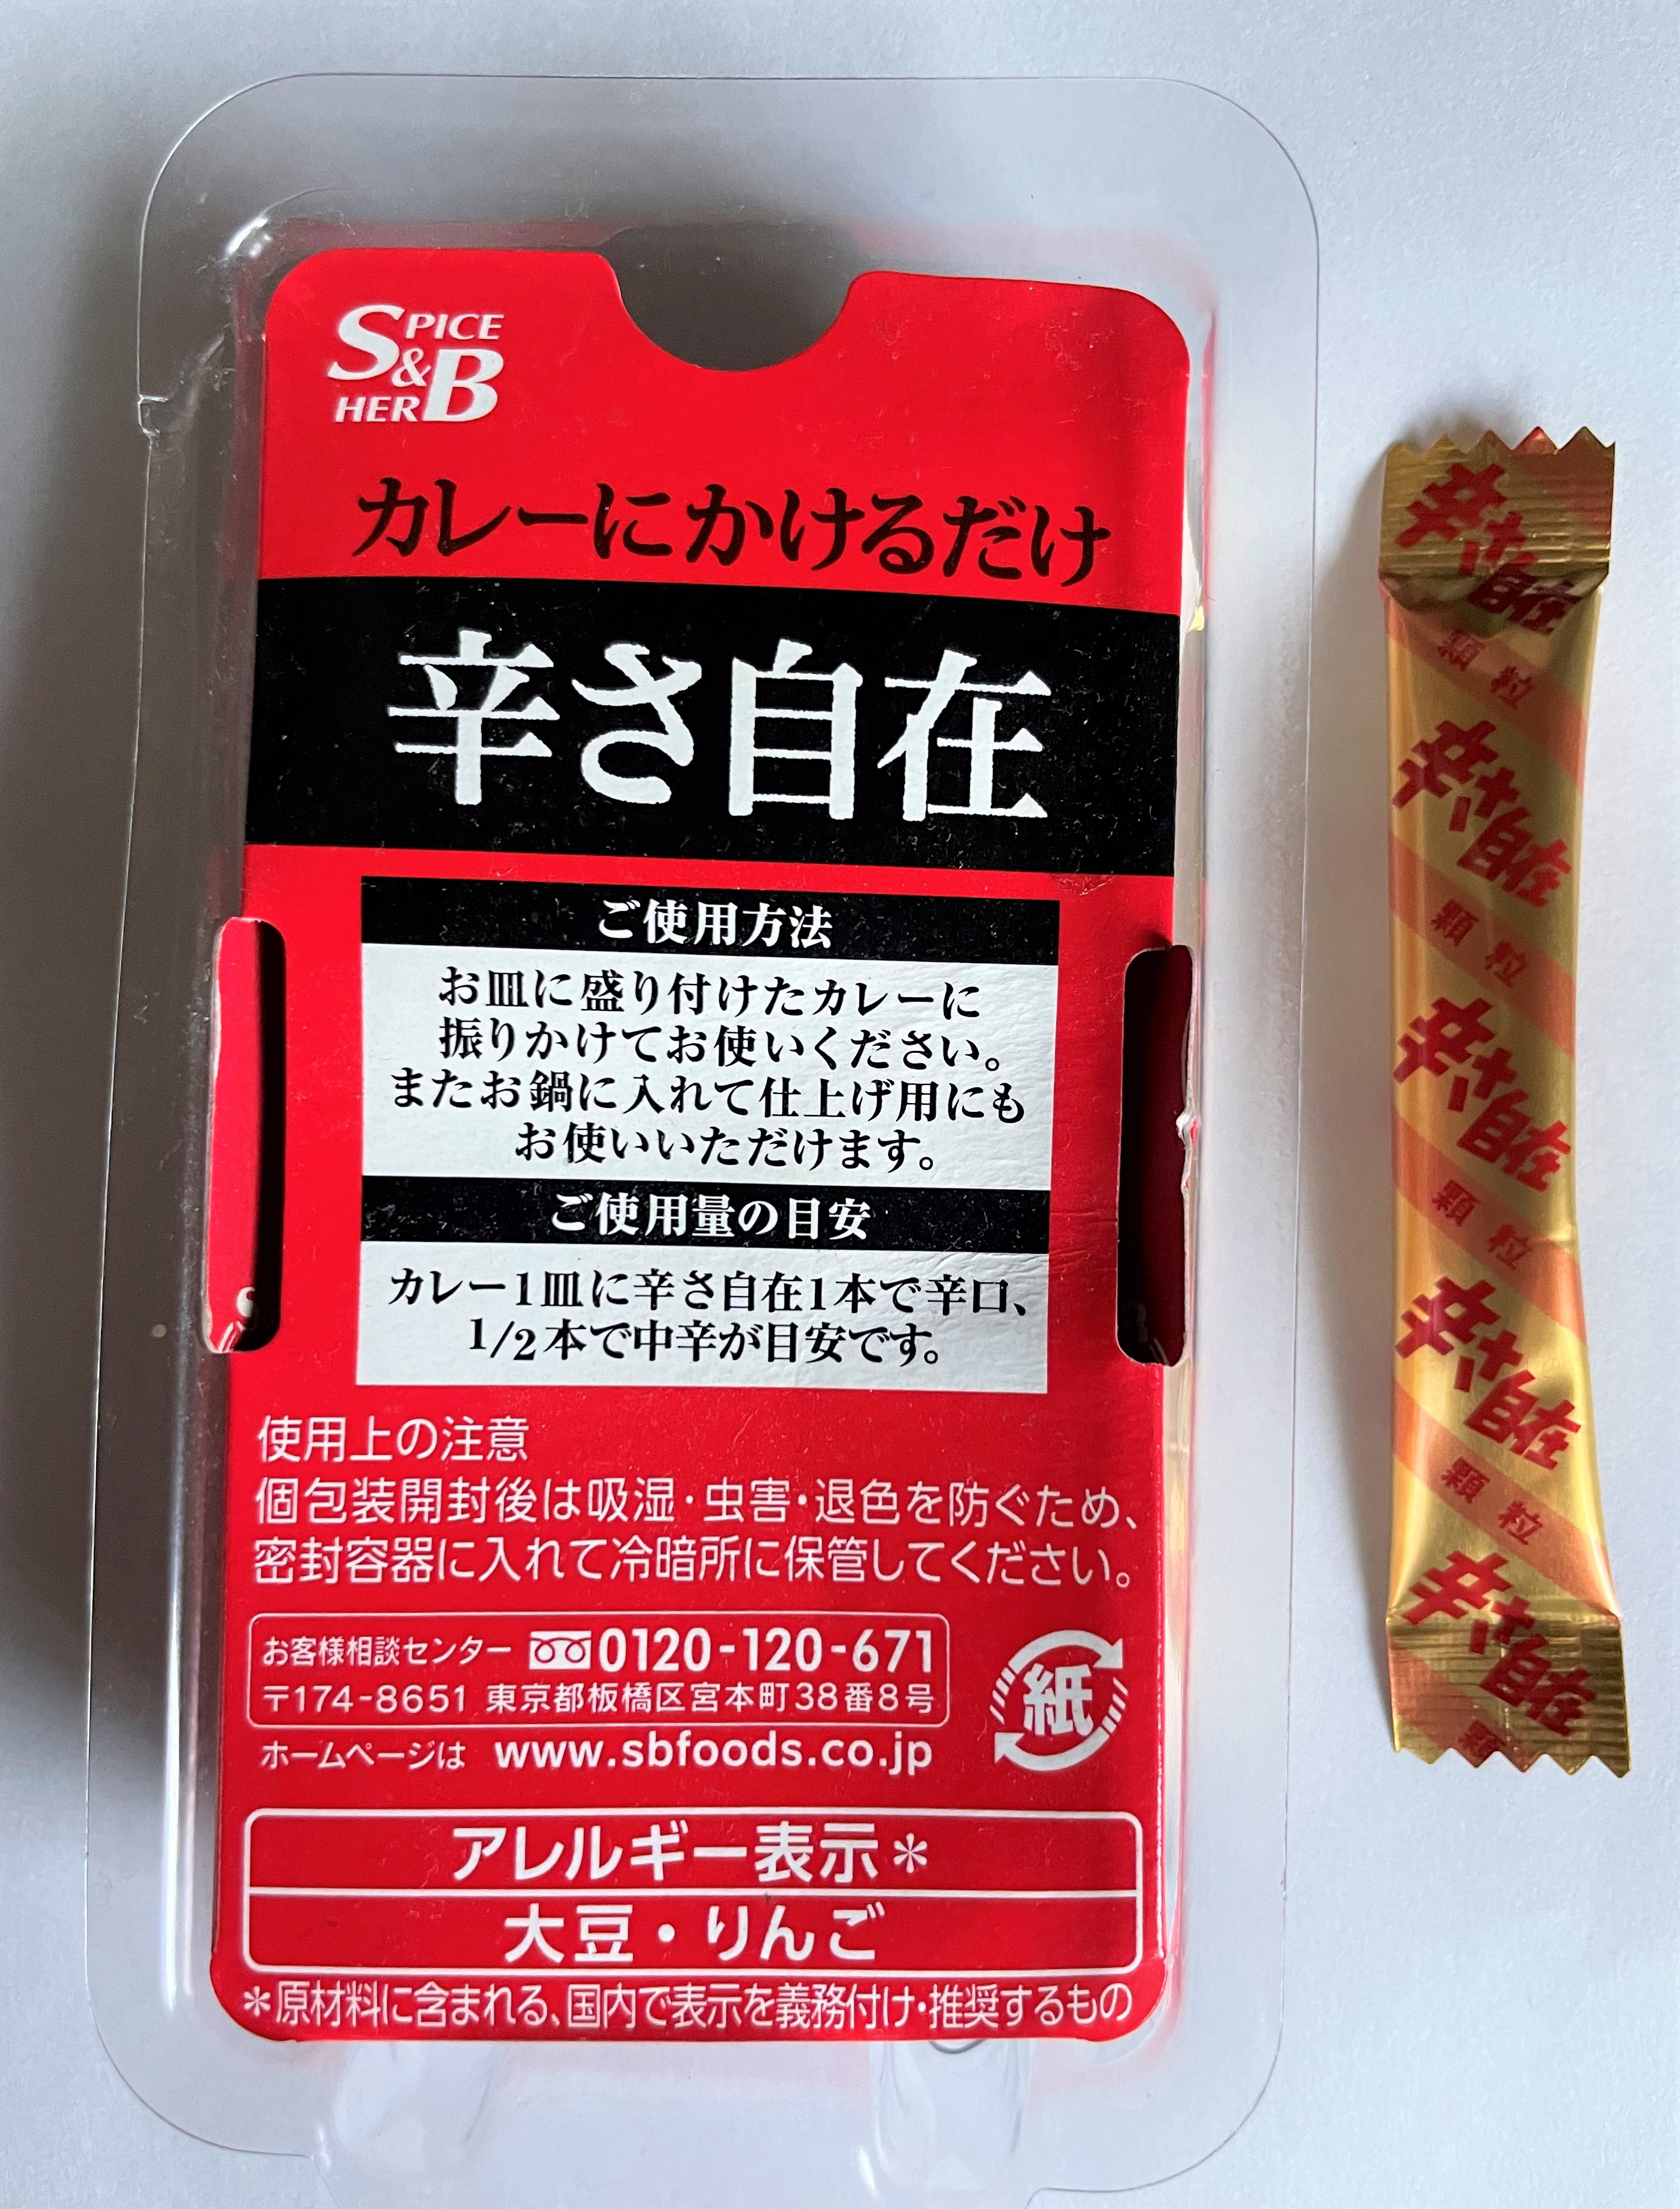 SPICE
&
HERB
カレーにかけるだけ
辛さ自在
ご使用方法
お皿に盛り付けたカレーに
振りかけてお使いください。
またお鍋に入れて仕上げ用にも
お使いいただけます。
ご使用量の目安
カレー1皿に辛さ自在1本で辛口、
1/2本で中辛が目安です。
使用上の注意
個包装開封後は吸湿・虫害・退色を防ぐため、
密封容器に入れて冷暗所に保管してください。
お客様相談センター 0120-120-671
〒174-8651 東京都板橋区宮本町38番8号
ホームページは www.sbfoods.co.jp
紙
アレルギー表示*
大豆・りんご
*原材料に含まれる、国内で表示を義務付け・推奨するもの
辛さ自在
顆粒
辛さ自在
顆粒
辛さ自在
顆粒
辛さ自在
顆粒
辛さ自在
顆